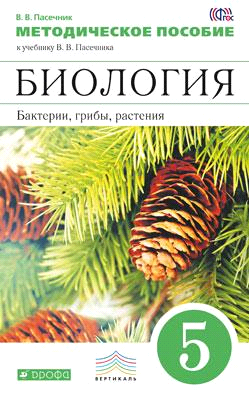 В. В. Пасечник
ФГОС
МЕТОДИЧЕСКОЕ ПОСОБИЕ
к учебнику В. В. Пасечника
БИОЛОГИЯ
Бактерии, грибы, растения
5
ДРОФА
ВЕРТИКАЛЬ